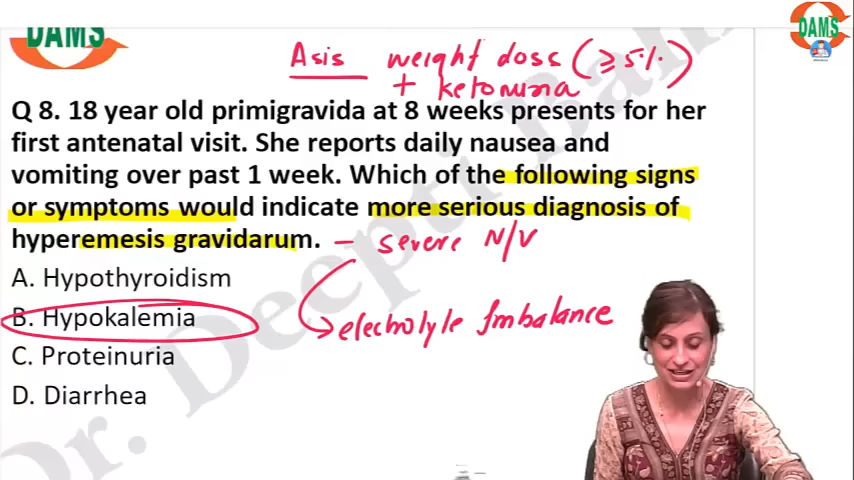 DAMS
DAMS
Asis weight doss (≥5%.)
+ ketonuria
Q 8. 18 year old primigravida at 8 weeks presents for her
first antenatal visit. She reports daily nausea and
vomiting over past 1 week. Which of the following signs
or symptoms would indicate more serious diagnosis of
hyperemesis gravidarum. – severe N/V
A. Hypothyroidism
B. Hypokalemia
electrolyte Imbalance
C. Proteinuria
D. Diarrhea
Dr. Deepti Bah